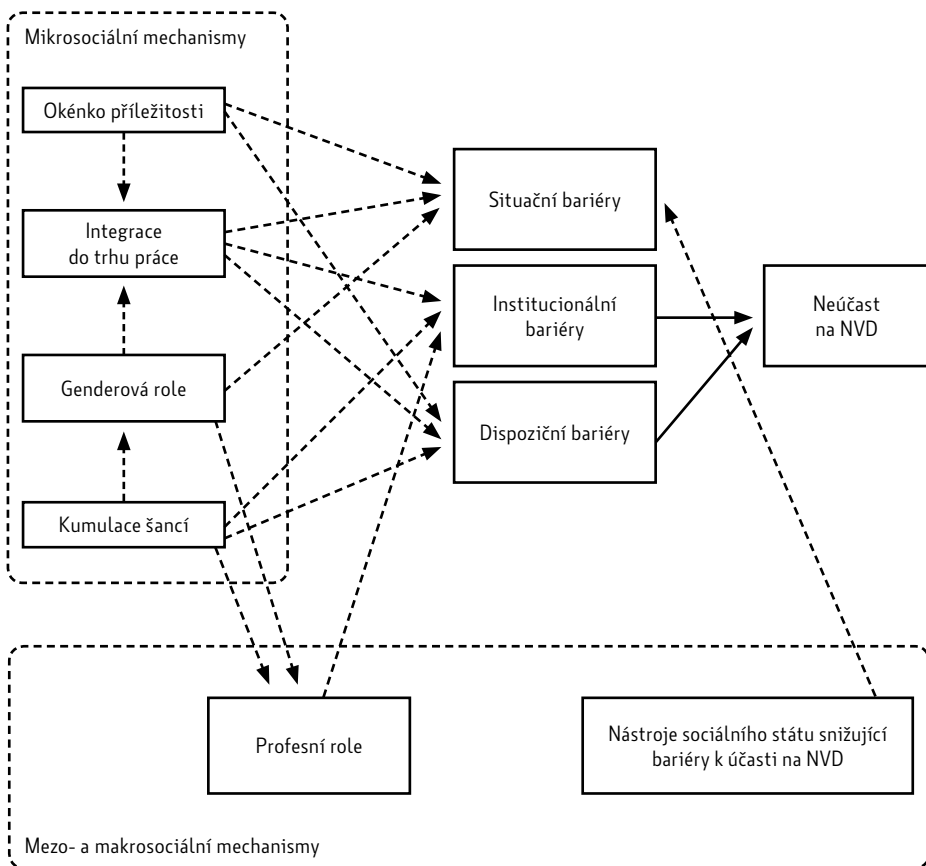 Mikrosociální mechanismy
Okénko příležitosti
Integrace
do trhu práce
Genderová role
Kumulace šancí
Situační bariéry
Institucionální
bariéry
Dispoziční bariéry
Neúčast
na NVD
Profesní role
Nástroje sociálního státu snižující
bariéry k účasti na NVD
Mezo- a makrosociální mechanismy